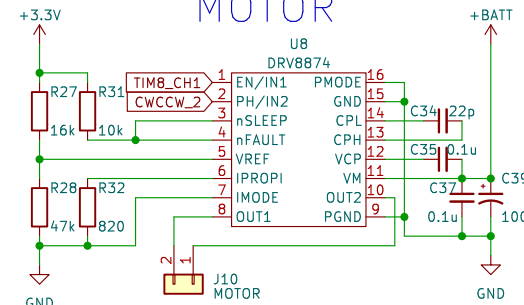 MOTOR
+3.3V
+BATT
U8
DRV8874
TIM8_CH1
CWCCW_2
1 EN/IN1
2 PH/IN2
3 nSLEEP
4 nFAULT
5 VREF
6 IPROPI
7 IMODE
8 OUT1
PMODE 16
GND 15
CPL 14
CPH 13
VCP 12
VM 11
OUT2 10
PGND 9
R27
16k
R31
10k
R28
47k
R32
820
C34 22p
C35 0.1u
C37
0.1u
C39
+
100
2
1
J10
MOTOR
GND
GND